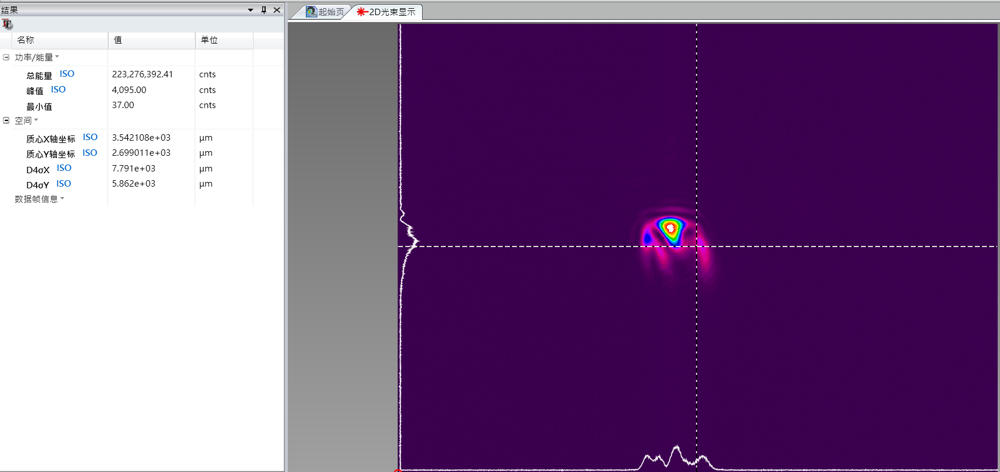 结果
起始页
2D光束显示
名称 值 单位
功率/能量
总能量 ISO 223,276,392.41 cnts
峰值 ISO 4,095.00 cnts
最小值 37.00 cnts
空间
质心X轴坐标 ISO 3.542108e+03 µm
质心Y轴坐标 ISO 2.699011e+03 µm
D4σX ISO 7.791e+03 µm
D4σY ISO 5.862e+03 µm
数据帧信息